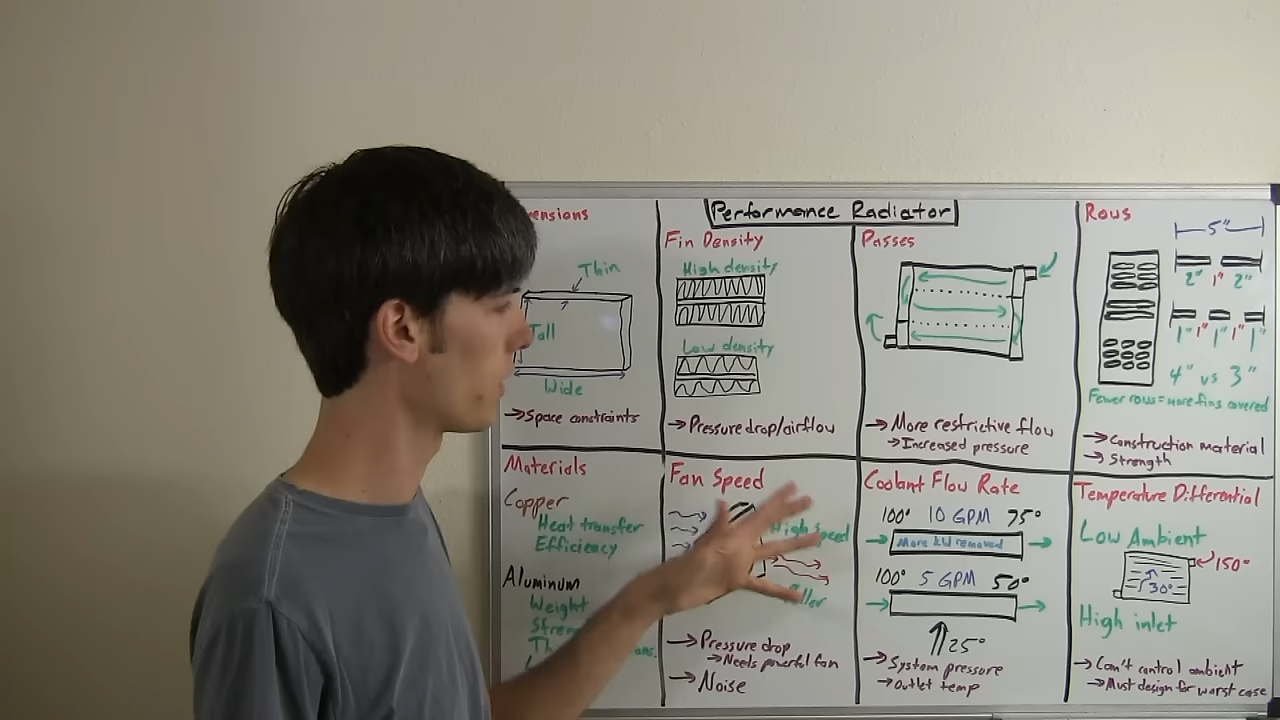 Performance Radiator
Thin
Tall
Wide
→Space constraints
Fin Density
High density
Low density
→Pressure drop/airflow
Passes
→More restrictive flow
→Increased pressure
Rows
5"
2" 1" 2"
1" 1" 1" 1" 1"
4" vs 3"
Fewer rows=more fins covered
→Construction material
→Strength
Materials
Copper
Heat transfer
Efficiency
Aluminum
Weight
Fan Speed
High Speed
→Pressure drop
→Needs powerful fan
→Noise
Coolant Flow Rate
100° 10 GPM 75°
More kW removed
100° 5 GPM 50°
25°
→System pressure
→Outlet temp
Temperature Differential
Low Ambient
150°
30°
High inlet
→Can't control ambient
→Must design for worst case